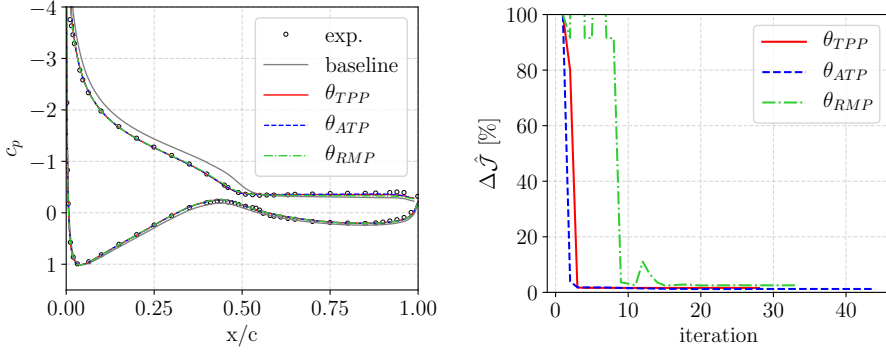 −4
−3
−2
−1
0
1
c_p
0.00
0.25
0.50
0.75
1.00
x/c
exp.
baseline
θ_TPP
θ_ATP
θ_RMP
100
80
60
40
20
0
Δ𝒥̂ [%]
0
10
20
30
40
iteration
θ_TPP
θ_ATP
θ_RMP